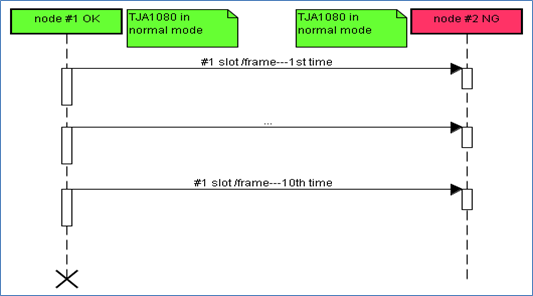 node #1 OK
TJA1080 in
normal mode
TJA1080 in
normal mode
node #2 NG
#1 slot /frame---1st time
...
#1 slot /frame---10th time